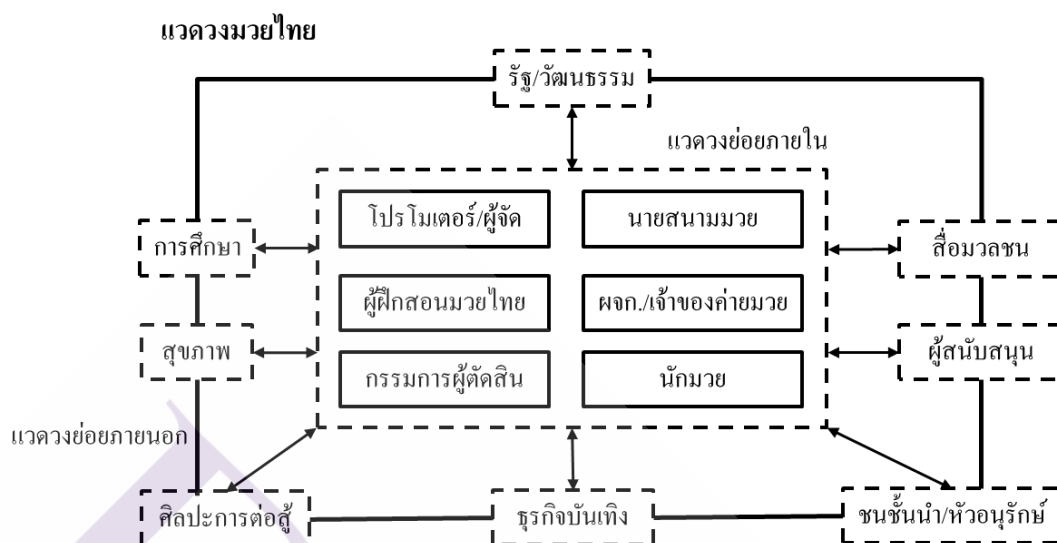 แวดวงมวยไทย
รัฐ/วัฒนธรรม
แวดวงย่อยภายใน
โปรโมเตอร์/ผู้จัด
นายสนามมวย
การศึกษา
สื่อมวลชน
ผู้ฝึกสอนมวยไทย
ผจก./เจ้าของค่ายมวย
สุขภาพ
ผู้สนับสนุน
กรรมการผู้ตัดสิน
นักมวย
แวดวงย่อยภายนอก
ศิลปะการต่อสู้
ธุรกิจบันเทิง
ชนชั้นนำ/หัวอนุรักษ์